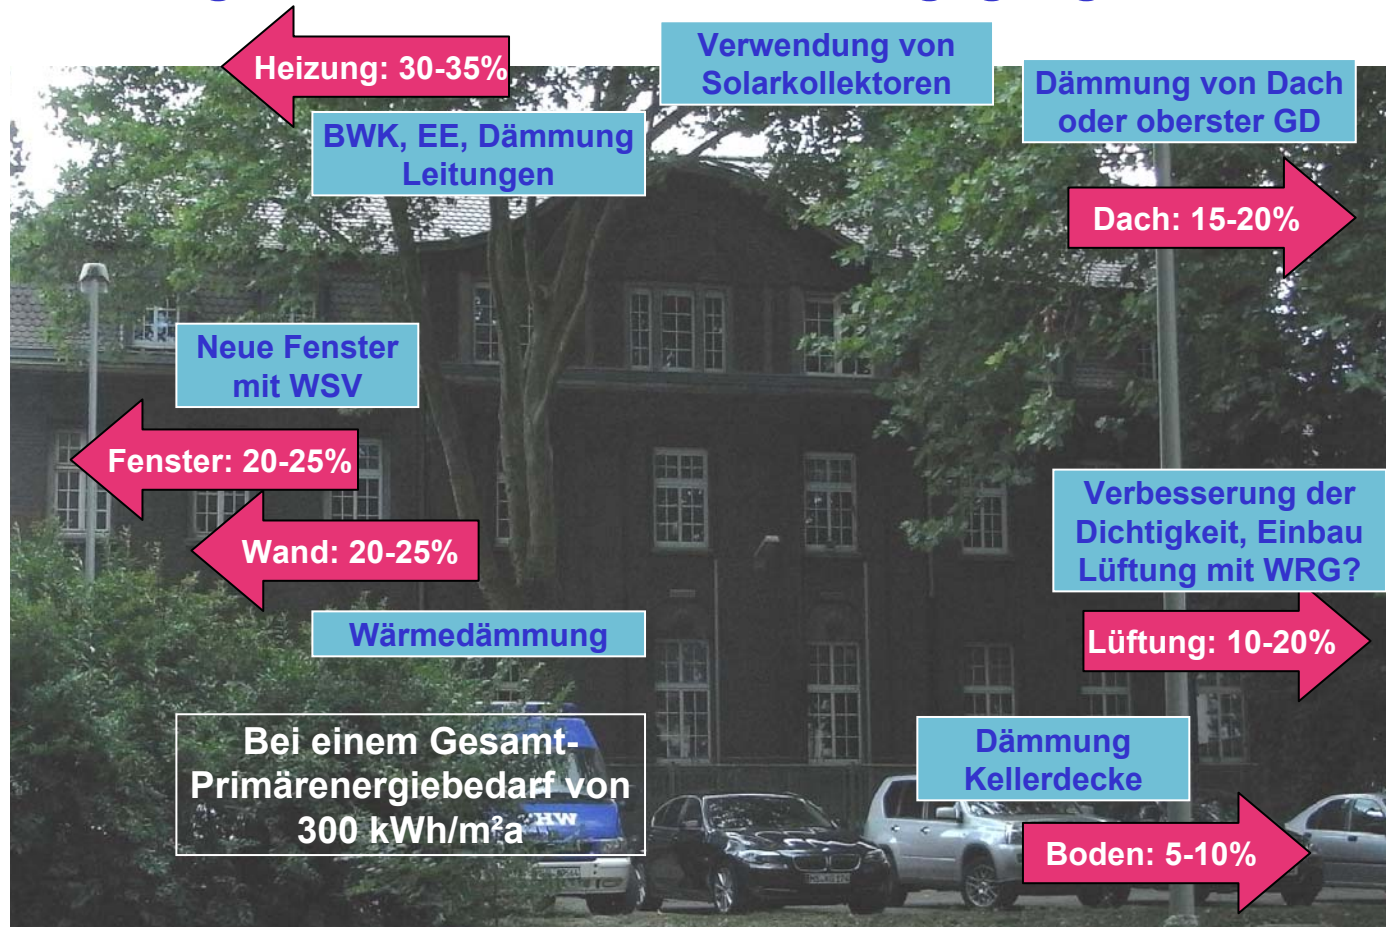 Heizung: 30-35%
Verwendung von
Solarkollektoren
Dämmung von Dach
oder oberster GD
BWK, EE, Dämmung
Leitungen
Dach: 15-20%
Neue Fenster
mit WSV
Fenster: 20-25%
Wand: 20-25%
Verbesserung der
Dichtigkeit, Einbau
Lüftung mit WRG?
Wärmedämmung
Lüftung: 10-20%
Bei einem Gesamt-
Primärenergiebedarf von
300 kWh/m²a
Dämmung
Kellerdecke
HW
Boden: 5-10%